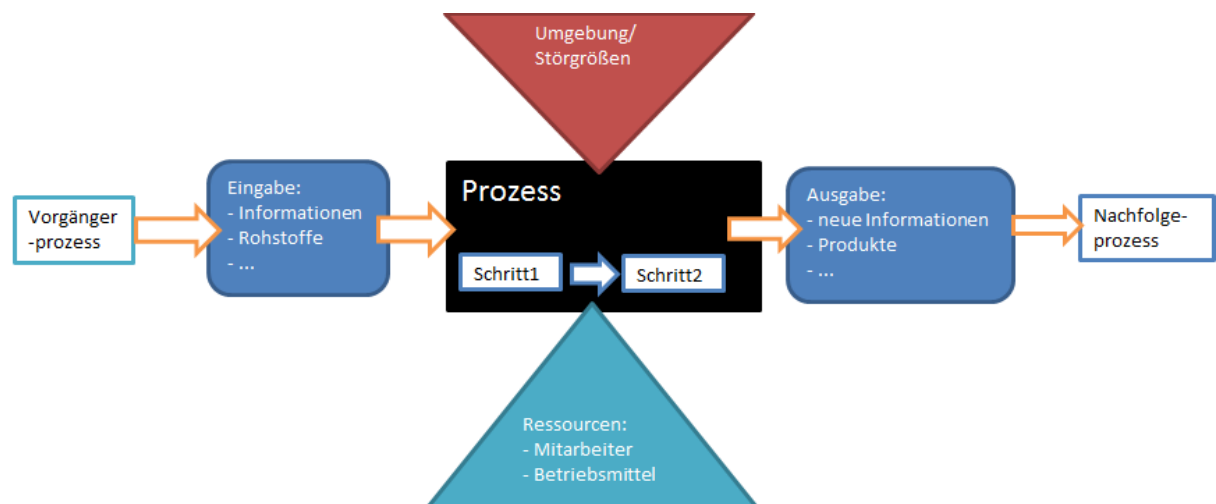 Umgebung/
Störgrößen
Vorgänger
-prozess
Eingabe:
- Informationen
- Rohstoffe
- ...
Prozess
Schritt1
Schritt2
Ausgabe:
- neue Informationen
- Produkte
- ...
Nachfolge-
prozess
Ressourcen:
- Mitarbeiter
- Betriebsmittel